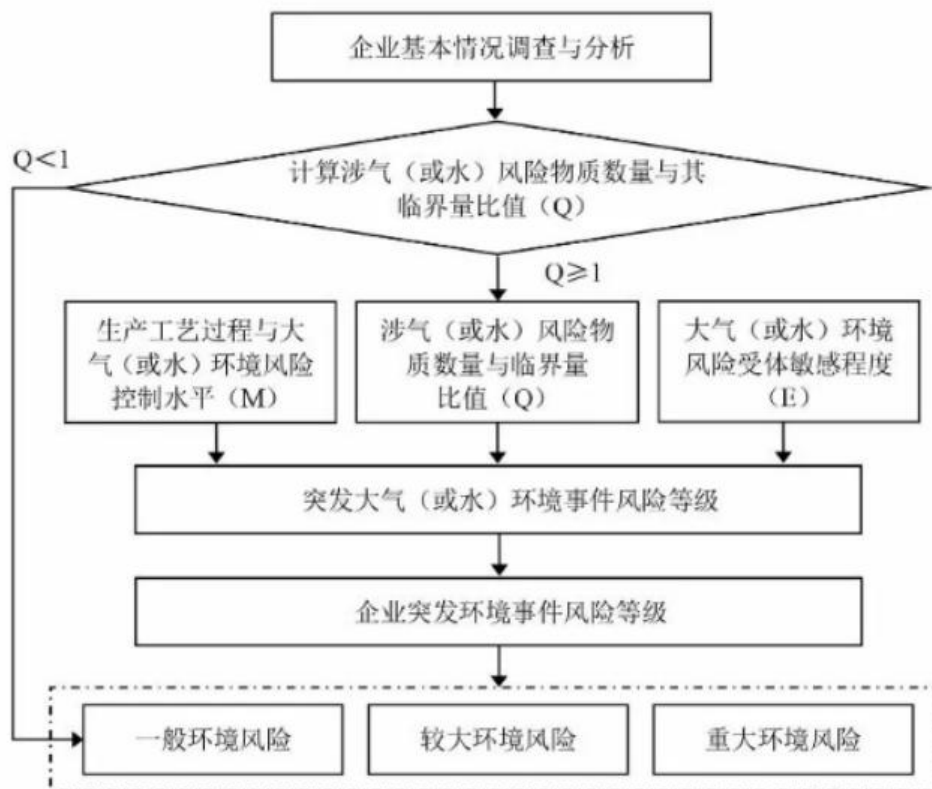 企业基本情况调查与分析
Q<1
计算涉气（或水）风险物质数量与其
临界量比值（Q）
Q≥1
生产工艺过程与大
气（或水）环境风险
控制水平（M）
涉气（或水）风险物
质数量与临界量
比值（Q）
大气（或水）环境
风险受体敏感程度
（E）
突发大气（或水）环境事件风险等级
企业突发环境事件风险等级
一般环境风险
较大环境风险
重大环境风险